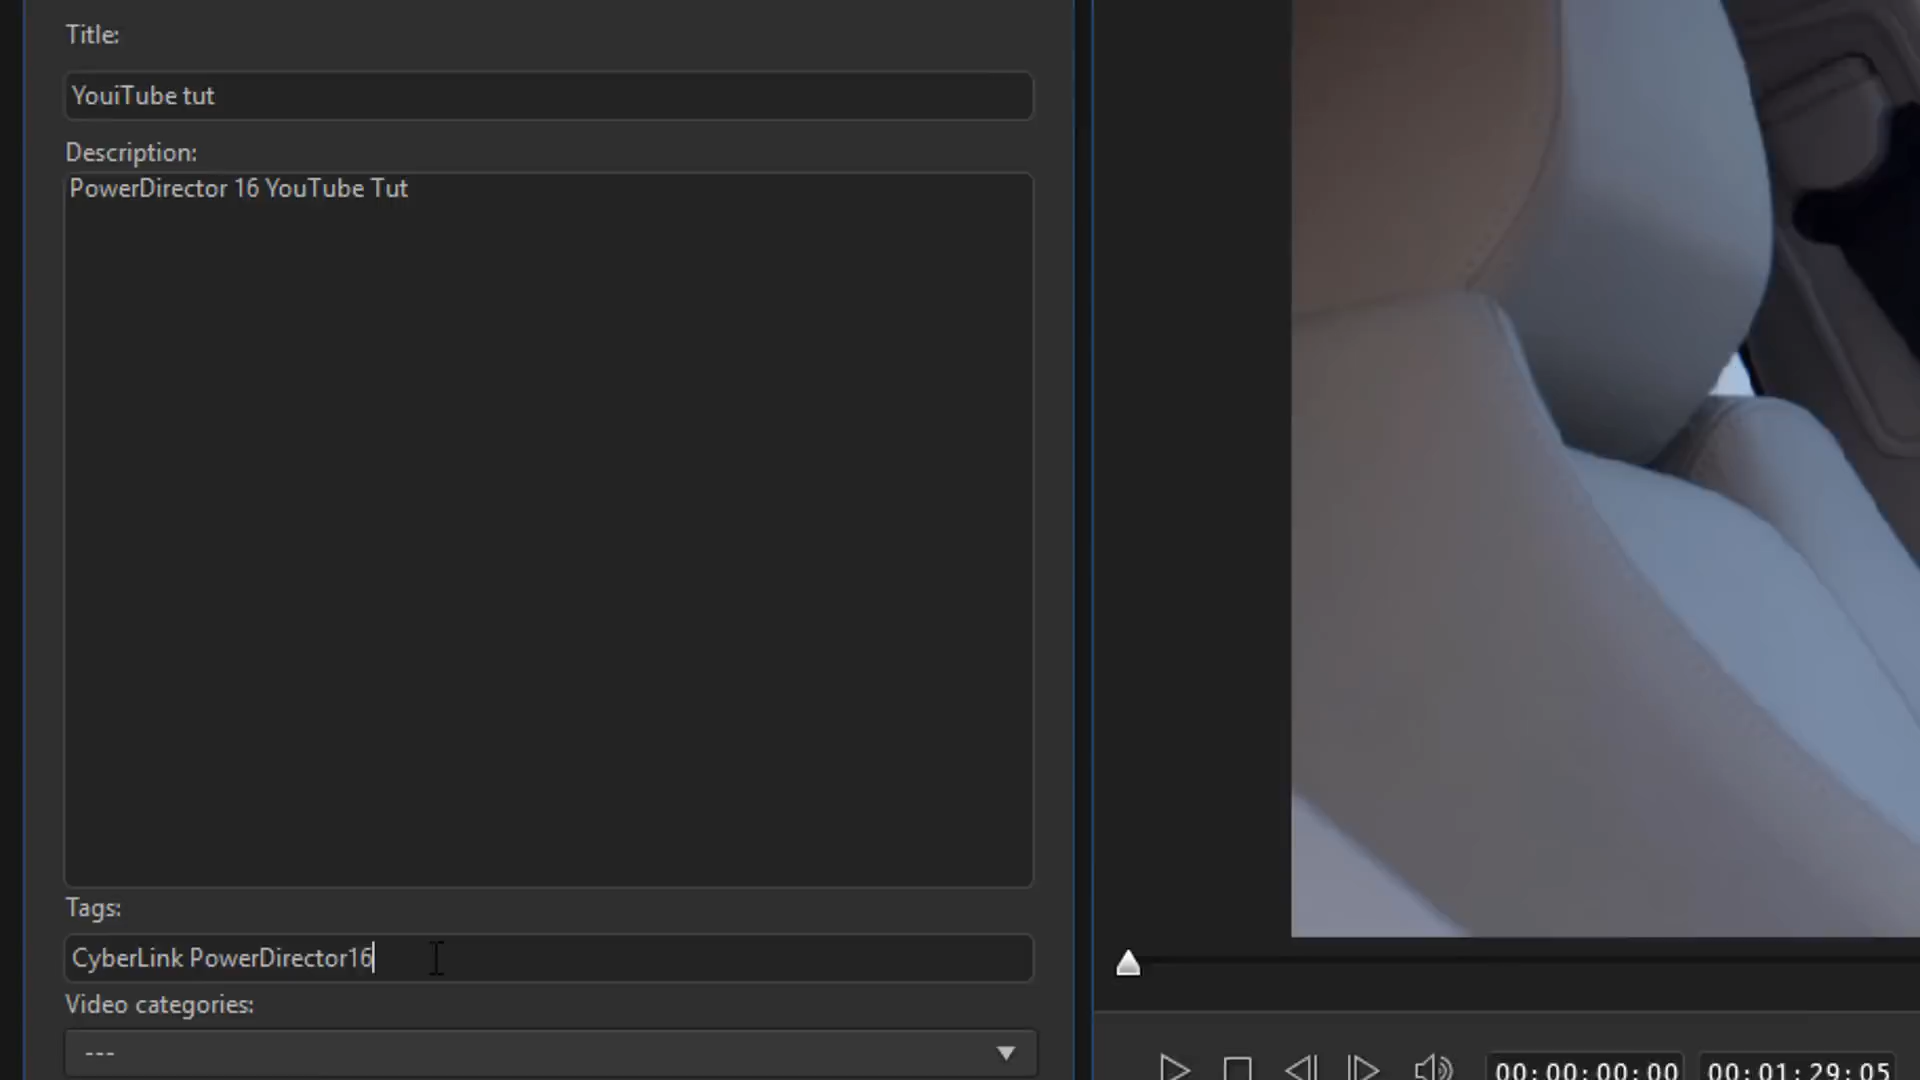 Title:
YouiTube tut
Description:
PowerDirector 16 YouTube Tut
Tags:
CyberLink PowerDirector16
Video categories:
---
00:00:00:00 00:01:29:05